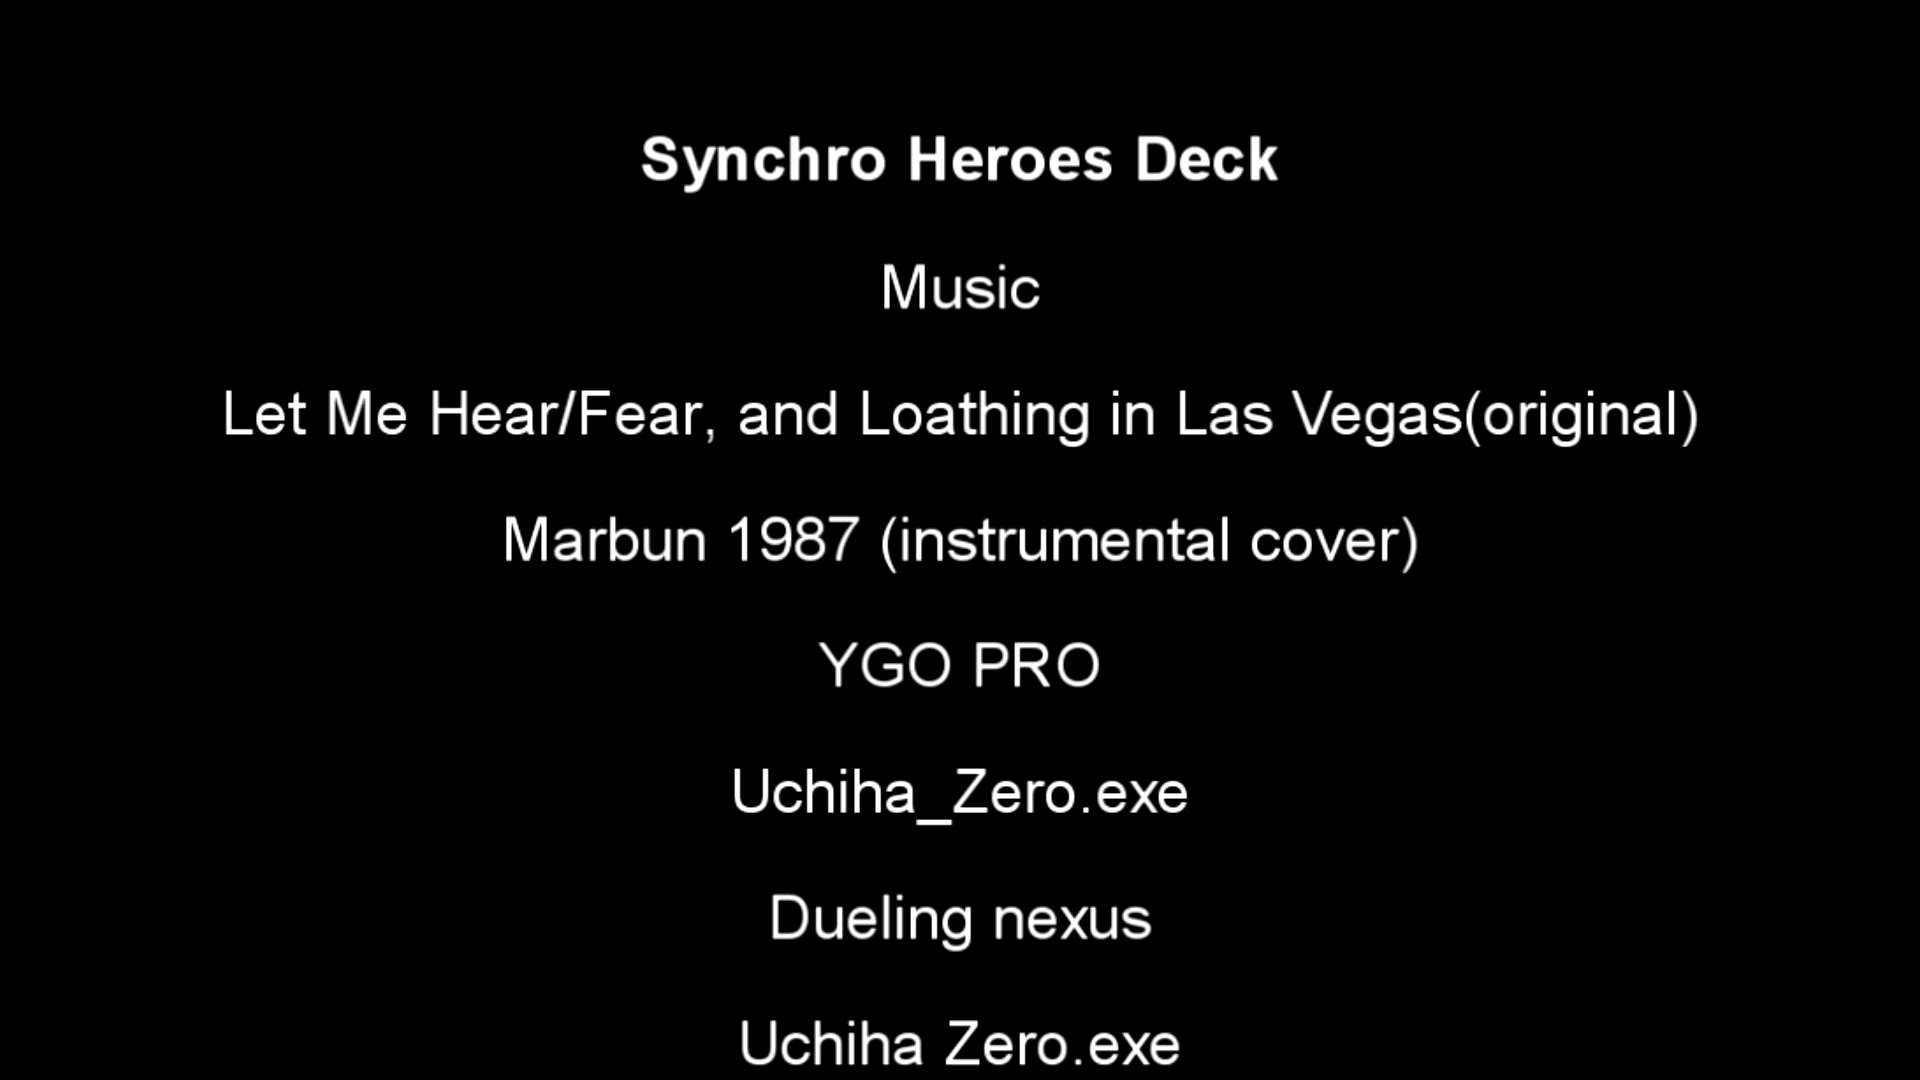 Synchro Heroes Deck
Music
Let Me Hear/Fear, and Loathing in Las Vegas(original)
Marbun 1987 (instrumental cover)
YGO PRO
Uchiha_Zero.exe
Dueling nexus
Uchiha Zero.exe